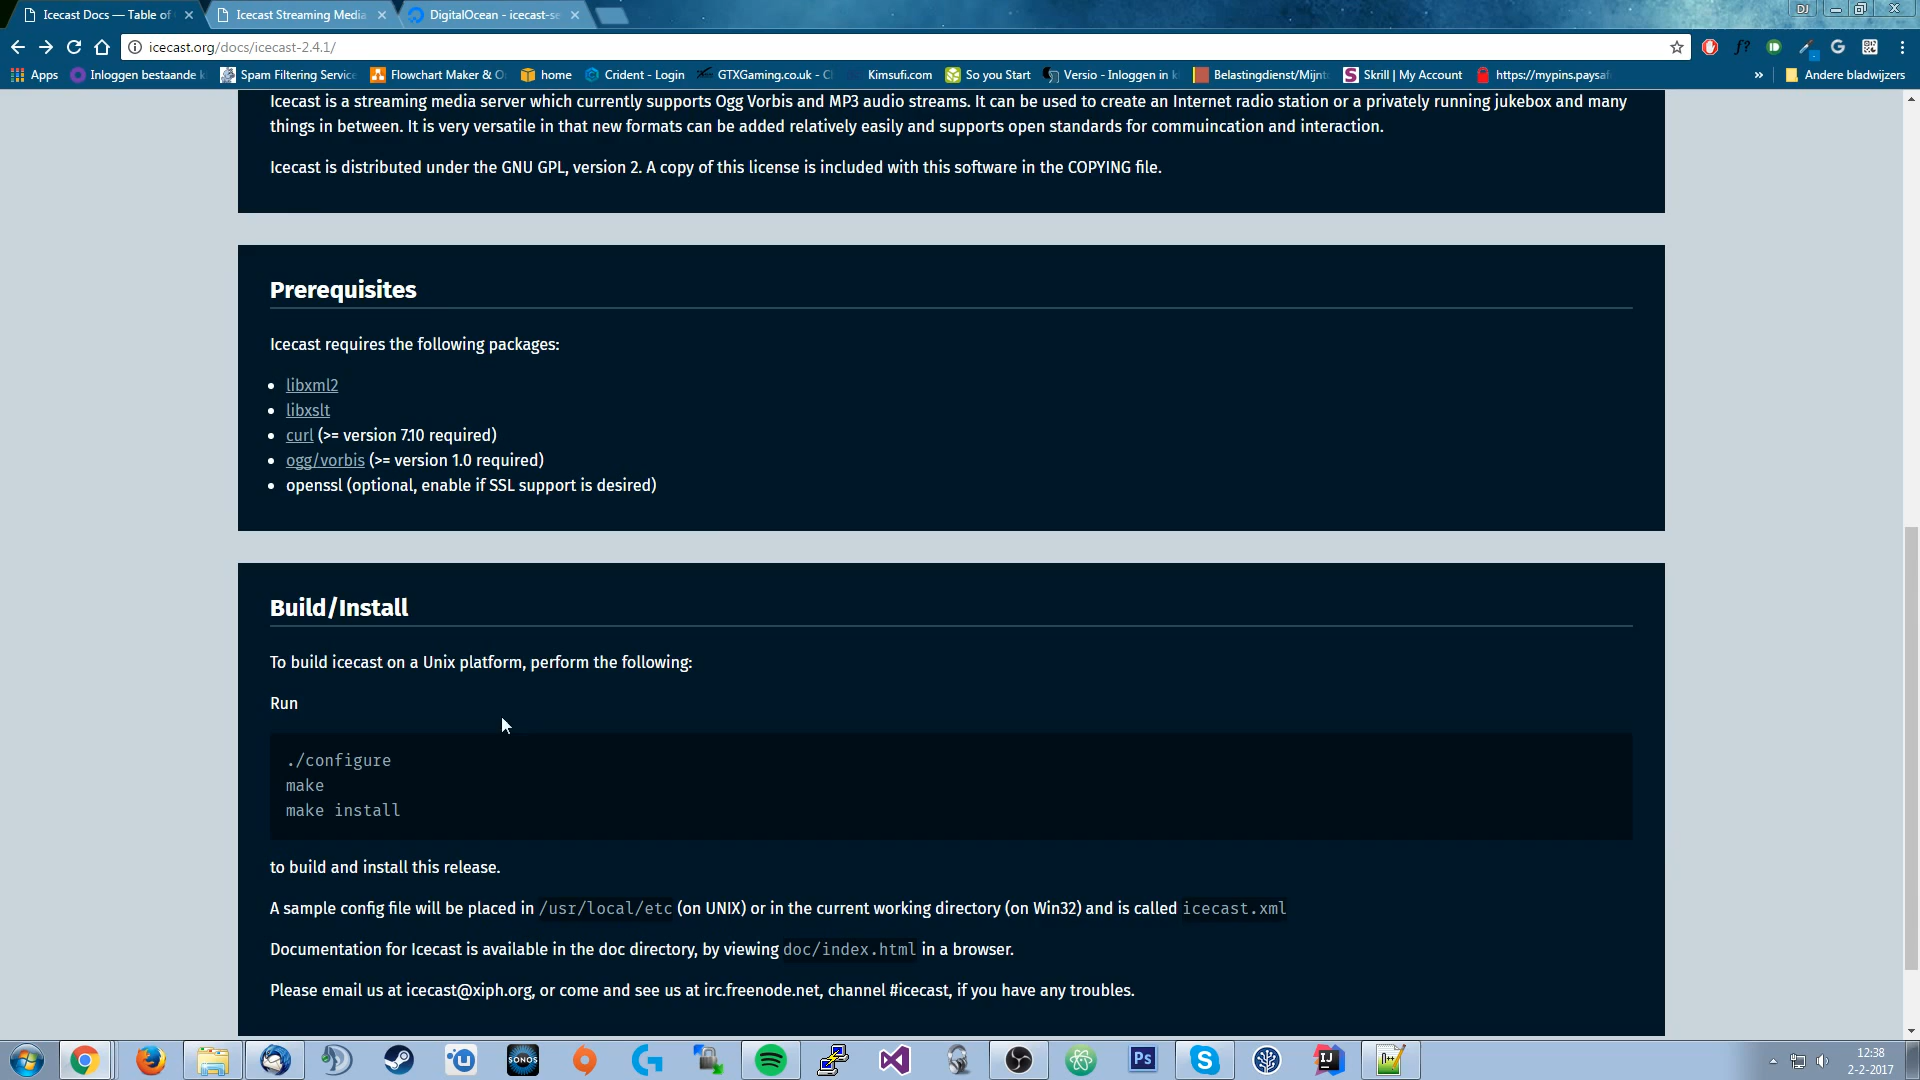 Icecast Docs — Table of
Icecast Streaming Media
DigitalOcean - icecast-se
DJ
icecast.org/docs/icecast-2.4.1/
Apps
Inloggen bestaande k
Spam Filtering Service
Flowchart Maker & O
home
Crident - Login
GTXGaming.co.uk - C
Kimsufi.com
So you Start
Versio - Inloggen in k
Belastingdienst/Mijn
Skrill | My Account
https://mypins.paysaf
»
Andere bladwijzers
Icecast is a streaming media server which currently supports Ogg Vorbis and MP3 audio streams. It can be used to create an Internet radio station or a privately running jukebox and many
things in between. It is very versatile in that new formats can be added relatively easily and supports open standards for commuincation and interaction.
Icecast is distributed under the GNU GPL, version 2. A copy of this license is included with this software in the COPYING file.
Prerequisites
Icecast requires the following packages:
• libxml2
• libxslt
• curl (>= version 7.10 required)
• ogg/vorbis (>= version 1.0 required)
• openssl (optional, enable if SSL support is desired)
Build/Install
To build icecast on a Unix platform, perform the following:
Run
./configure
make
make install
to build and install this release.
A sample config file will be placed in /usr/local/etc (on UNIX) or in the current working directory (on Win32) and is called icecast.xml
Documentation for Icecast is available in the doc directory, by viewing doc/index.html in a browser.
Please email us at icecast@xiph.org, or come and see us at irc.freenode.net, channel #icecast, if you have any troubles.
SONOS
Ps
12:38
2-2-2017